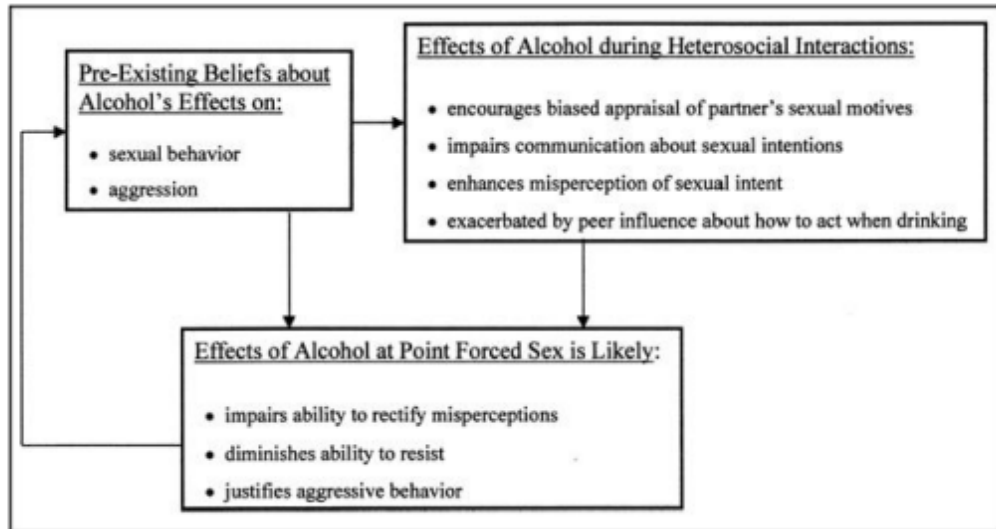 Pre-Existing Beliefs about
Alcohol's Effects on:
• sexual behavior
• aggression
Effects of Alcohol during Heterosocial Interactions:
• encourages biased appraisal of partner's sexual motives
• impairs communication about sexual intentions
• enhances misperception of sexual intent
• exacerbated by peer influence about how to act when drinking
Effects of Alcohol at Point Forced Sex is Likely:
• impairs ability to rectify misperceptions
• diminishes ability to resist
• justifies aggressive behavior